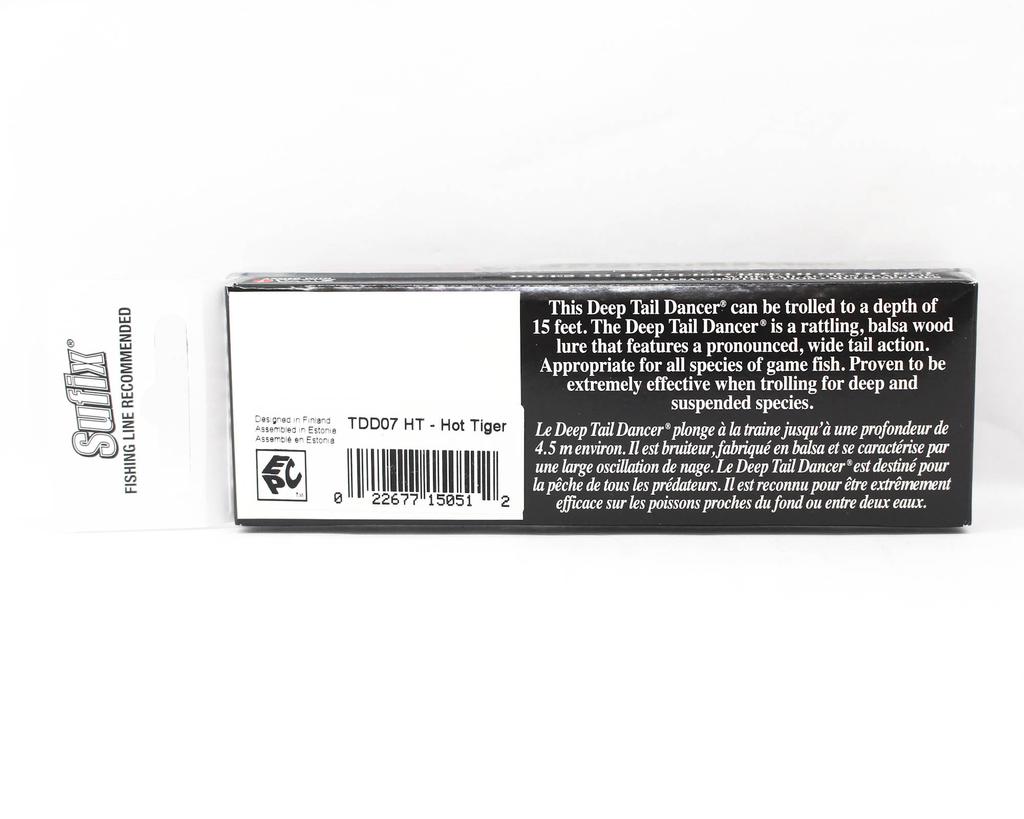 Sufix®
FISHING LINE RECOMMENDED
Designed in Finland
Assembled in Estonia
Assemblé en Estonia
TDD07 HT - Hot Tiger
EPC
TM
0 22677 15051 2
This Deep Tail Dancer® can be trolled to a depth of
15 feet. The Deep Tail Dancer® is a rattling, balsa wood
lure that features a pronounced, wide tail action.
Appropriate for all species of game fish. Proven to be
extremely effective when trolling for deep and
suspended species.
Le Deep Tail Dancer® plonge à la traine jusqu'à une profondeur de
4.5 m environ. Il est bruiteur, fabriqué en balsa et se caractérise par
une large oscillation de nage. Le Deep Tail Dancer® est destiné pour
la pêche de tous les prédateurs. Il est reconnu pour être extrêmement
efficace sur les poissons proches du fond ou entre deux eaux.